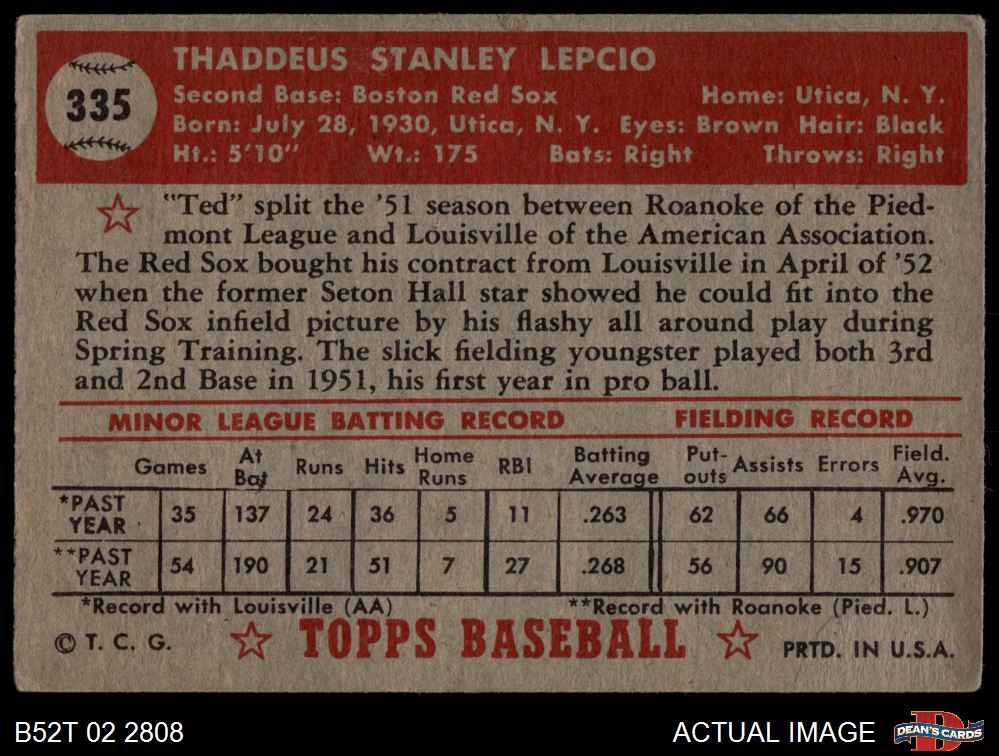 335
THADDEUS STANLEY LEPCIO
Second Base: Boston Red Sox Home: Utica, N. Y.
Born: July 28, 1930, Utica, N. Y. Eyes: Brown Hair: Black
Ht.: 5'10" Wt.: 175 Bats: Right Throws: Right
"Ted" split the '51 season between Roanoke of the Pied-
mont League and Louisville of the American Association.
The Red Sox bought his contract from Louisville in April of '52
when the former Seton Hall star showed he could fit into the
Red Sox infield picture by his flashy all around play during
Spring Training. The slick fielding youngster played both 3rd
and 2nd Base in 1951, his first year in pro ball.
MINOR LEAGUE BATTING RECORD FIELDING RECORD
Games At Bat Runs Hits Home Runs RBI Batting Average Put-outs Assists Errors Field. Avg.
*PAST YEAR 35 137 24 36 5 11 .263 62 66 4 .970
**PAST YEAR 54 190 21 51 7 27 .268 56 90 15 .907
*Record with Louisville (AA) **Record with Roanoke (Pied. L.)
© T. C. G. TOPPS BASEBALL PRTD. IN U.S.A.
B52T 02 2808 ACTUAL IMAGE DEAN'S CARDS